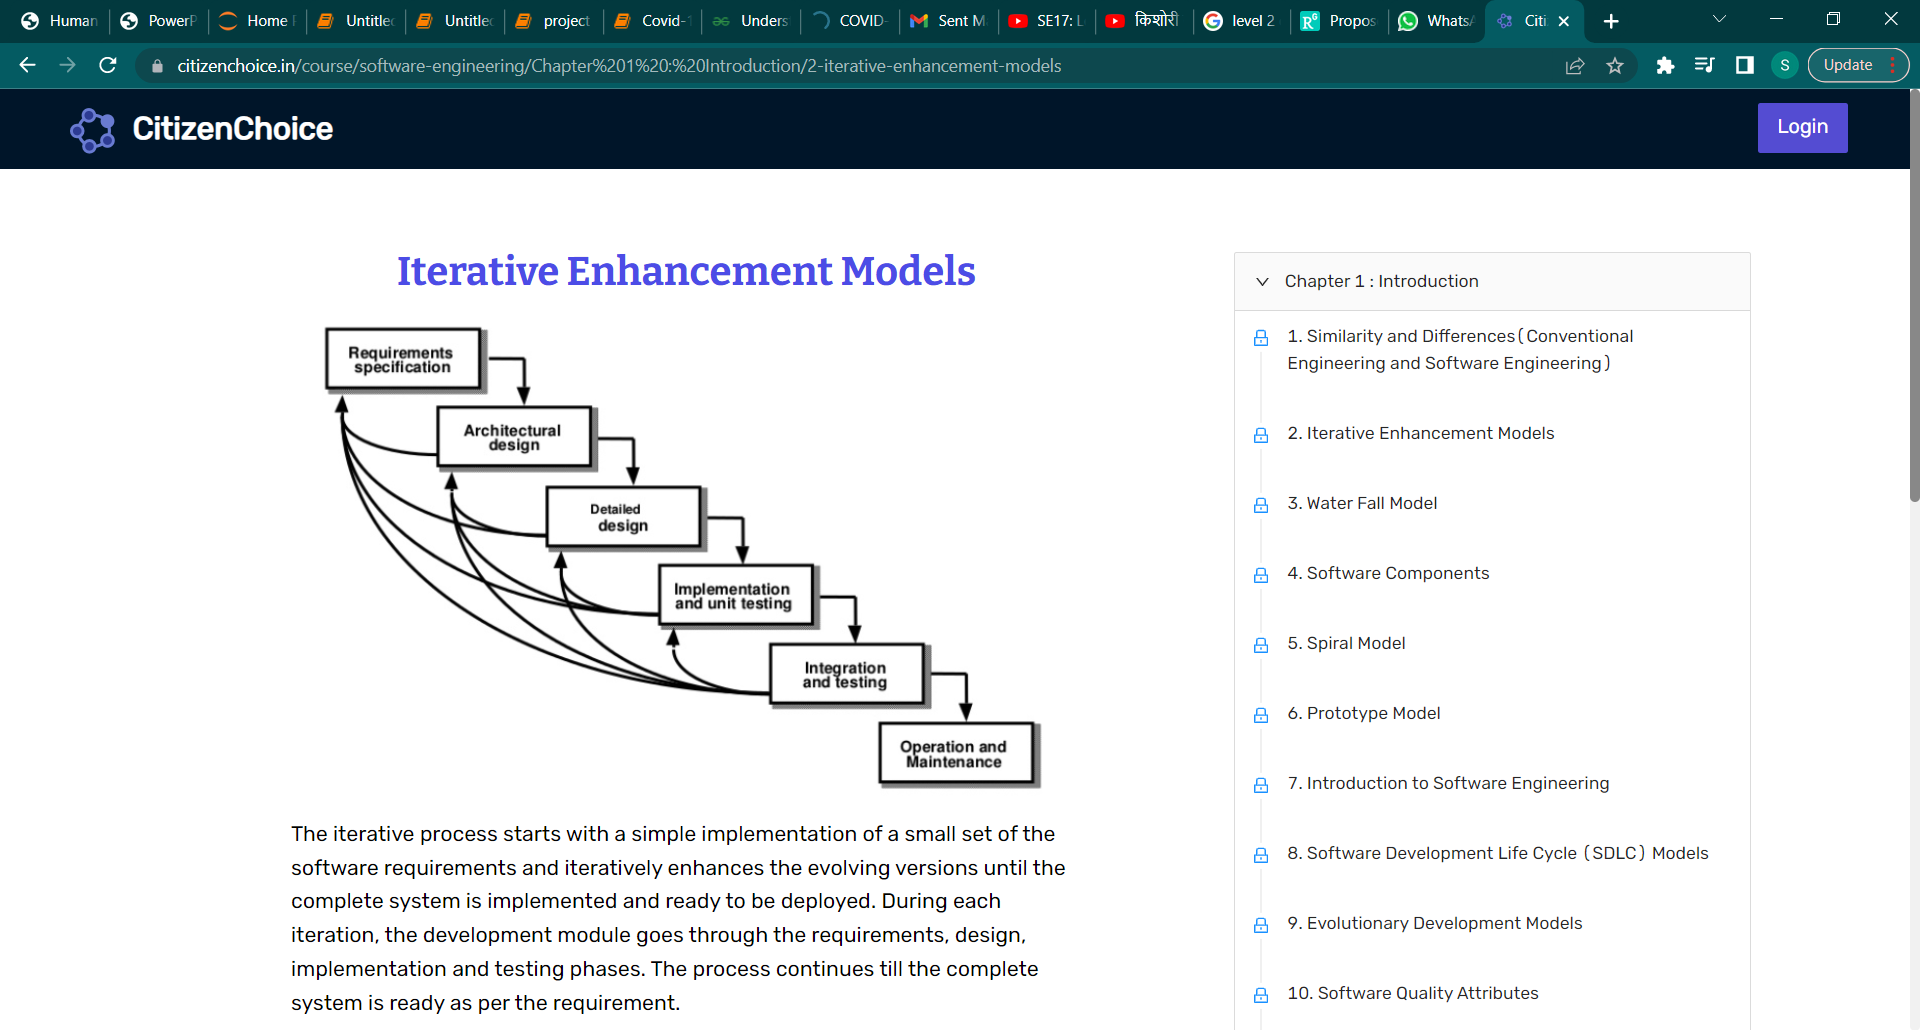 Human
PowerP
Home
Untitled
Untitled
project
Covid-1
Unders
COVID-
Sent M
SE17: L
किशोरी
level 2
Propos
WhatsA
Citi
citizenchoice.in/course/software-engineering/Chapter%201%20:%20Introduction/2-iterative-enhancement-models
S
Update
CitizenChoice
Login
Iterative Enhancement Models
Requirements
specification
Architectural
design
Detailed
design
Implementation
and unit testing
Integration
and testing
Operation and
Maintenance
The iterative process starts with a simple implementation of a small set of the
software requirements and iteratively enhances the evolving versions until the
complete system is implemented and ready to be deployed. During each
iteration, the development module goes through the requirements, design,
implementation and testing phases. The process continues till the complete
system is ready as per the requirement.
Chapter 1 : Introduction
1. Similarity and Differences(Conventional
Engineering and Software Engineering)
2. Iterative Enhancement Models
3. Water Fall Model
4. Software Components
5. Spiral Model
6. Prototype Model
7. Introduction to Software Engineering
8. Software Development Life Cycle (SDLC) Models
9. Evolutionary Development Models
10. Software Quality Attributes